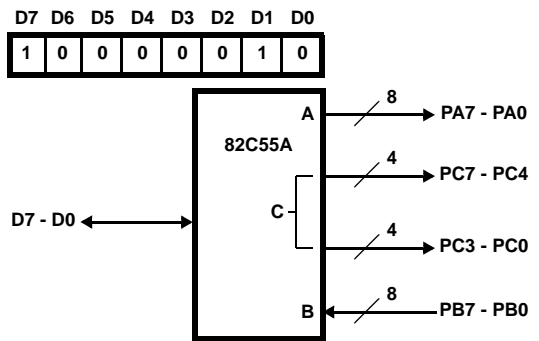 D7 D6 D5 D4 D3 D2 D1 D0
1 0 0 0 0 0 1 0
8
A
PA7 - PA0
82C55A
4
PC7 - PC4
C
D7 - D0
4
PC3 - PC0
8
B
PB7 - PB0